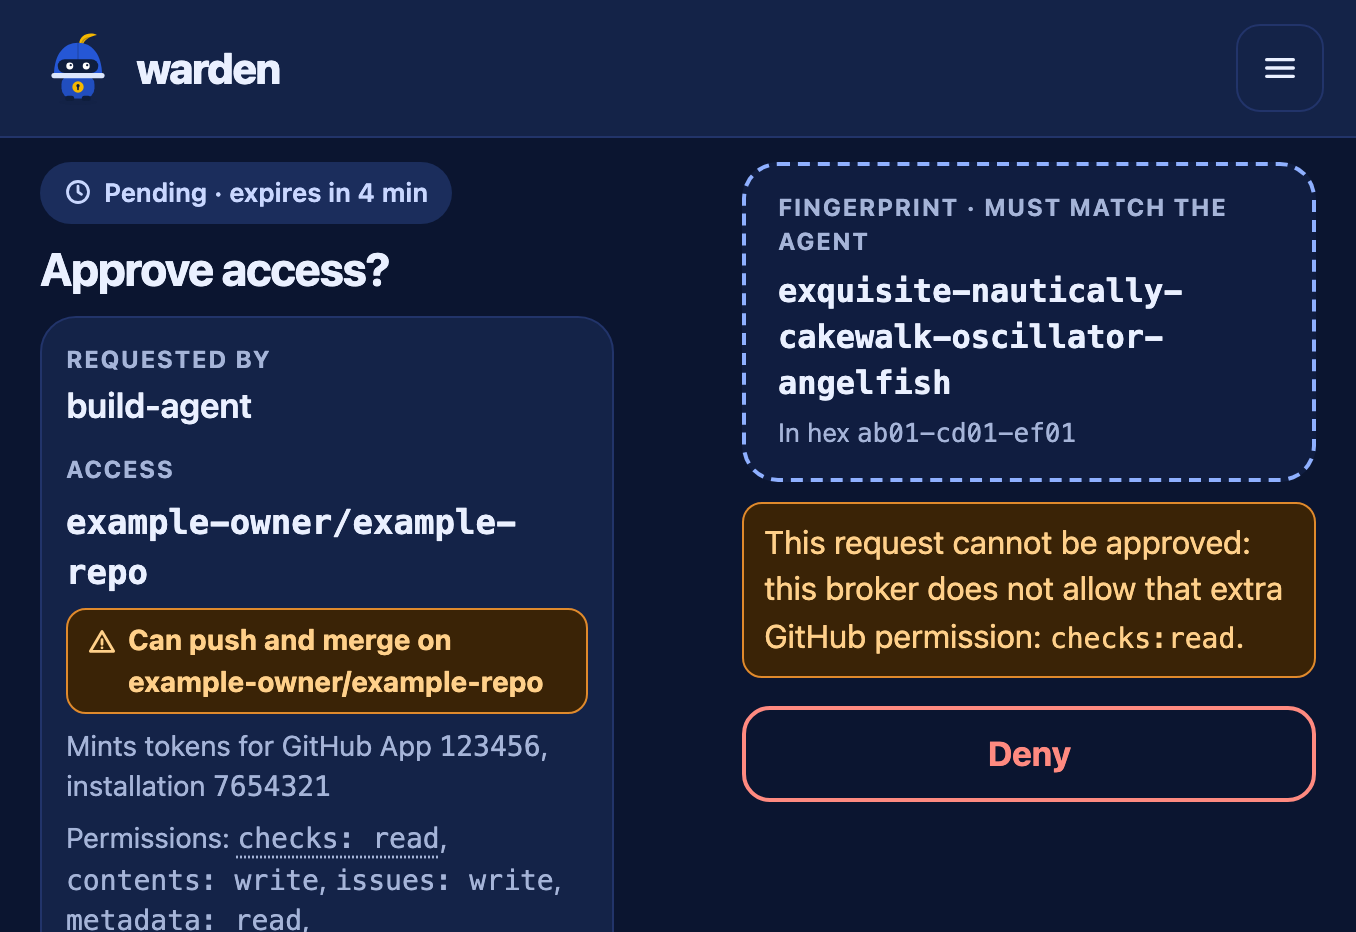 warden
Pending · expires in 4 min
Approve access?
REQUESTED BY
build-agent
ACCESS
example-owner/example-
repo
Can push and merge on
example-owner/example-repo
Mints tokens for GitHub App 123456,
installation 7654321
Permissions: checks: read,
contents: write, issues: write,
metadata: read,
FINGERPRINT · MUST MATCH THE
AGENT
exquisite-nautically-
cakewalk-oscillator-
angelfish
In hex ab01-cd01-ef01
This request cannot be approved:
this broker does not allow that extra
GitHub permission: checks:read.
Deny